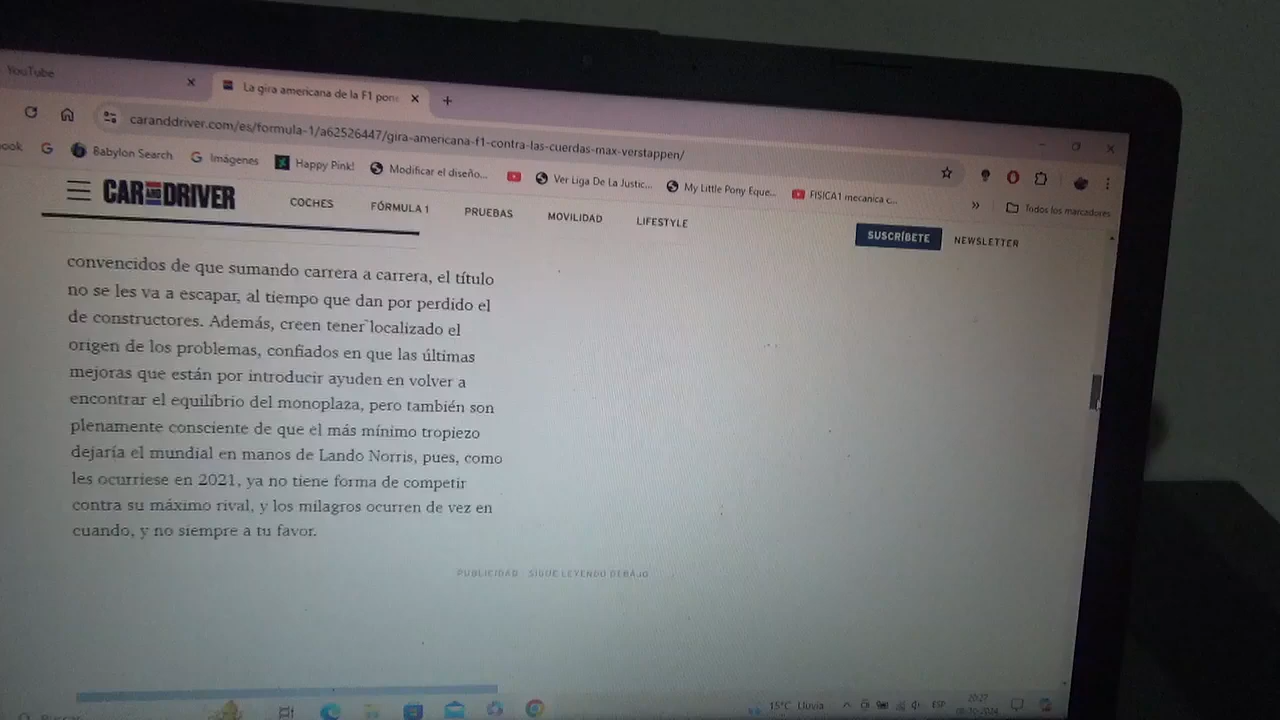 YouTube
La gira americana de la F1 pon
caranddriver.com/es/formula-1/a62526447/gira-americana-f1-contra-las-cuerdas-max-verstappen/
ook
G
Babylon Search
Imágenes
Happy Pink!
Modificar el diseño...
Ver Liga De La Justic...
My Little Pony Eque...
FISICA1 mecanica c...
»
Todos los marcadores
CAR AND DRIVER
COCHES
FÓRMULA 1
PRUEBAS
MOVILIDAD
LIFESTYLE
SUSCRÍBETE
NEWSLETTER
convencidos de que sumando carrera a carrera, el título
no se les va a escapar, al tiempo que dan por perdido el
de constructores. Además, creen tener localizado el
origen de los problemas, confiados en que las últimas
mejoras que están por introducir ayuden en volver a
encontrar el equilibrio del monoplaza, pero también son
plenamente consciente de que el más mínimo tropiezo
dejaría el mundial en manos de Lando Norris, pues, como
les ocurriese en 2021, ya no tiene forma de competir
contra su máximo rival, y los milagros ocurren de vez en
cuando, y no siempre a tu favor.
PUBLICIDAD - SIGUE LEYENDO DEBAJO
15°C Lluvia
ESP
20:27